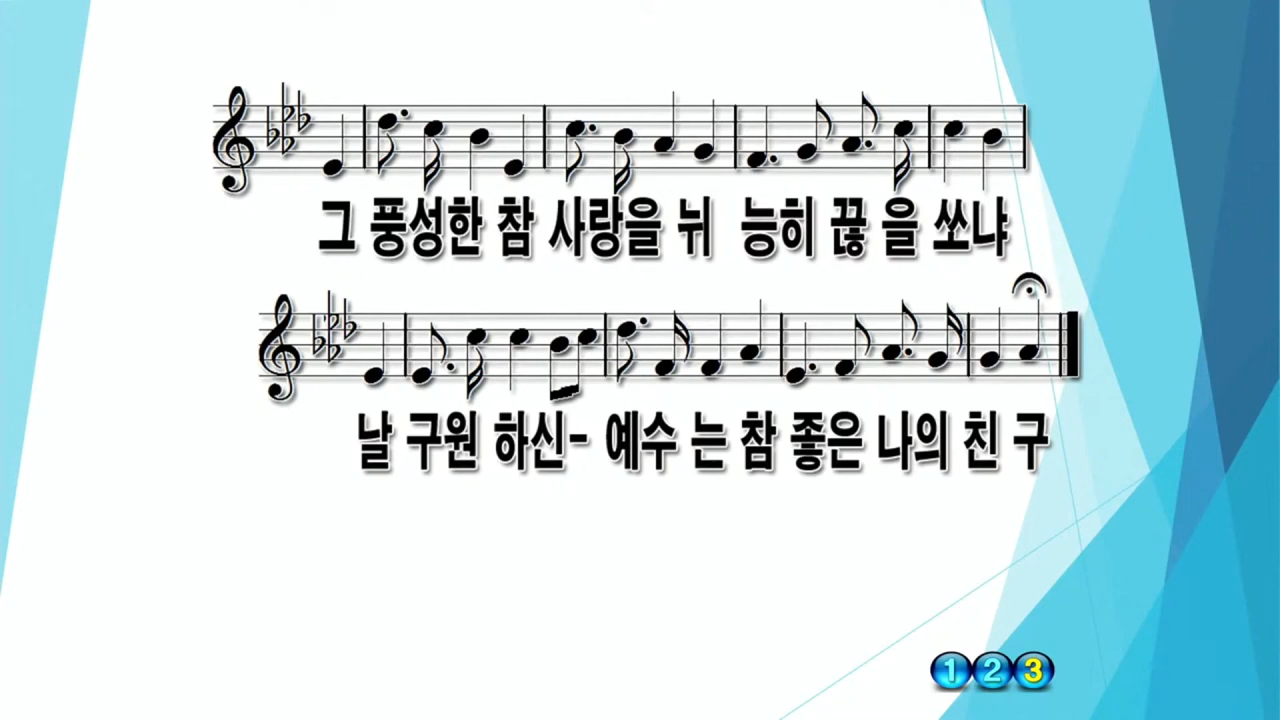 그 풍성한 참 사랑을 뉘 능히 끊 을 쏘냐
날 구원 하신- 예수 는 참 좋은 나의 친 구
1 2 3